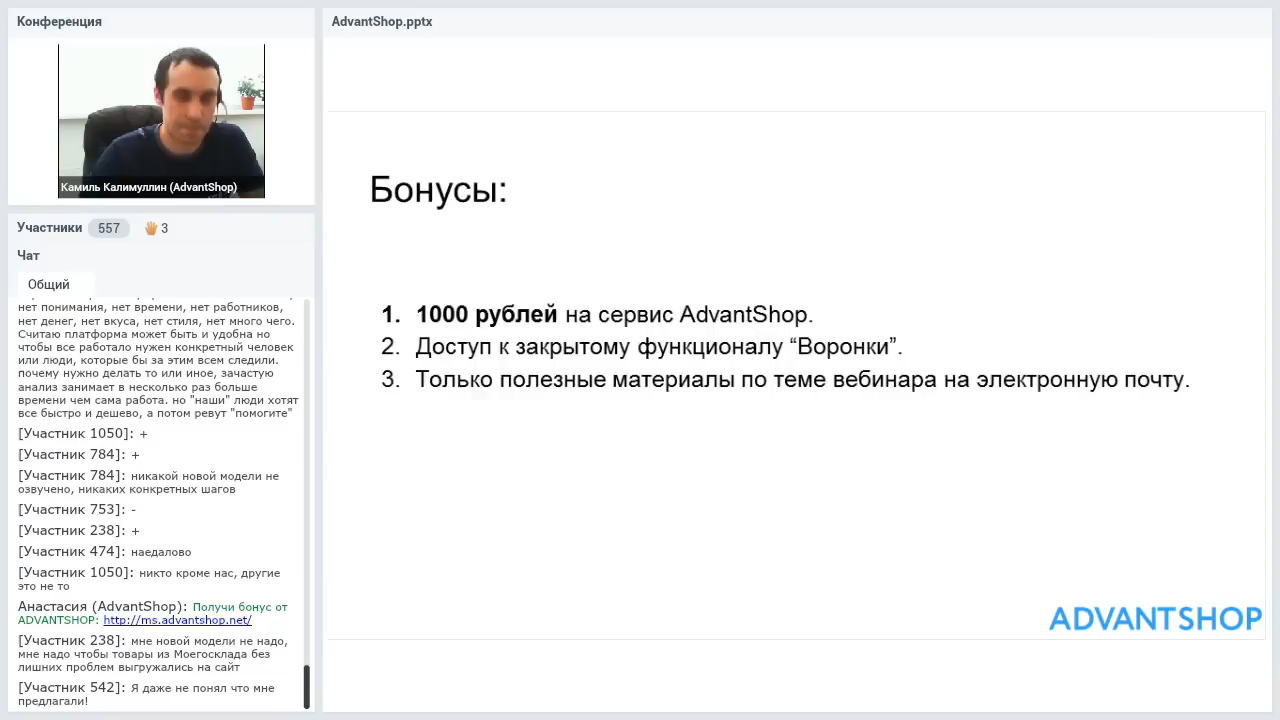 Конференция
Камиль Калимуллин (AdvantShop)
Участники 557 3
Чат
Общий
нет понимания, нет времени, нет работников,
нет денег, нет вкуса, нет стиля, нет много чего.
Считаю платформа может быть и удобна но
чтобы все работало нужен конкретный человек
или люди, которые бы за этим всем следили.
почему нужно делать то или иное, зачастую
анализ занимает в несколько раз больше
времени чем сама работа. но "наши" люди хотят
все быстро и дешево, а потом ревут "помогите"
[Участник 1050]: +
[Участник 784]: +
[Участник 784]: никакой новой модели не
озвучено, никаких конкретных шагов
[Участник 753]: -
[Участник 238]: +
[Участник 474]: наедалово
[Участник 1050]: никто кроме нас, другие
это не то
Анастасия (AdvantShop): Получи бонус от
ADVANTSHOP: http://ms.advantshop.net/
[Участник 238]: мне новой модели не надо,
мне надо чтобы товары из Моегосклада без
лишних проблем выгружались на сайт
[Участник 542]: Я даже не понял что мне
предлагали!
AdvantShop.pptx
Бонусы:
1. 1000 рублей на сервис AdvantShop.
2. Доступ к закрытому функционалу “Воронки”.
3. Только полезные материалы по теме вебинара на электронную почту.
ADVANTSHOP